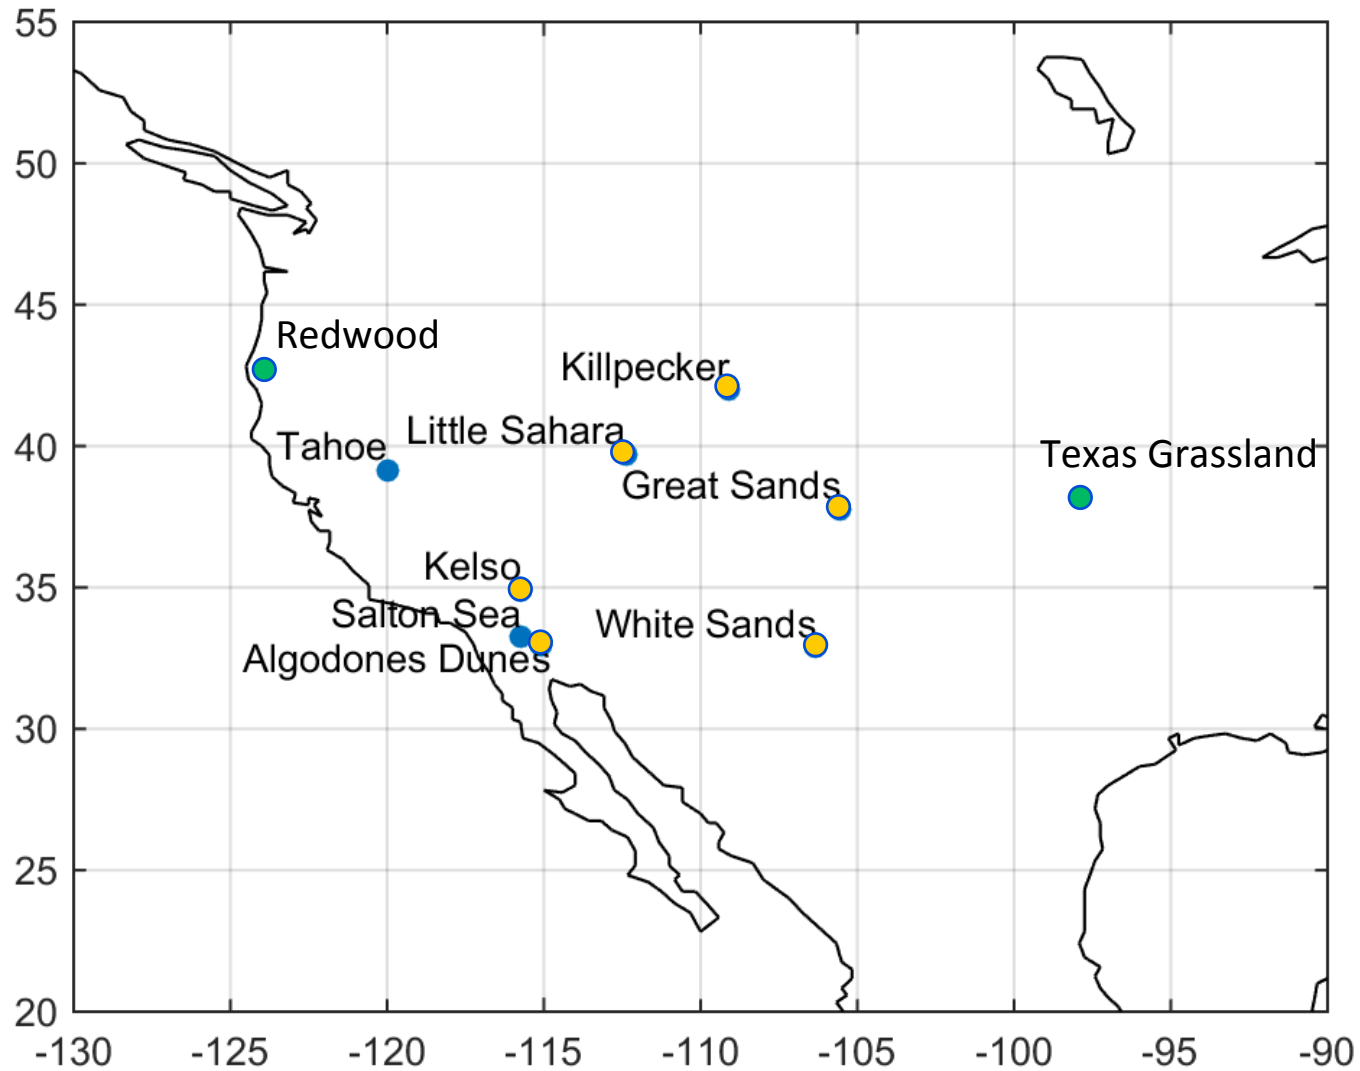 55
50
45
40
35
30
25
20
Redwood
Killpecker
Little Sahara
Tahoe
Texas Grassland
Great Sands
Kelso
Salton Sea
White Sands
Algodones Dunes
-130 -125 -120 -115 -110 -105 -100 -95 -90